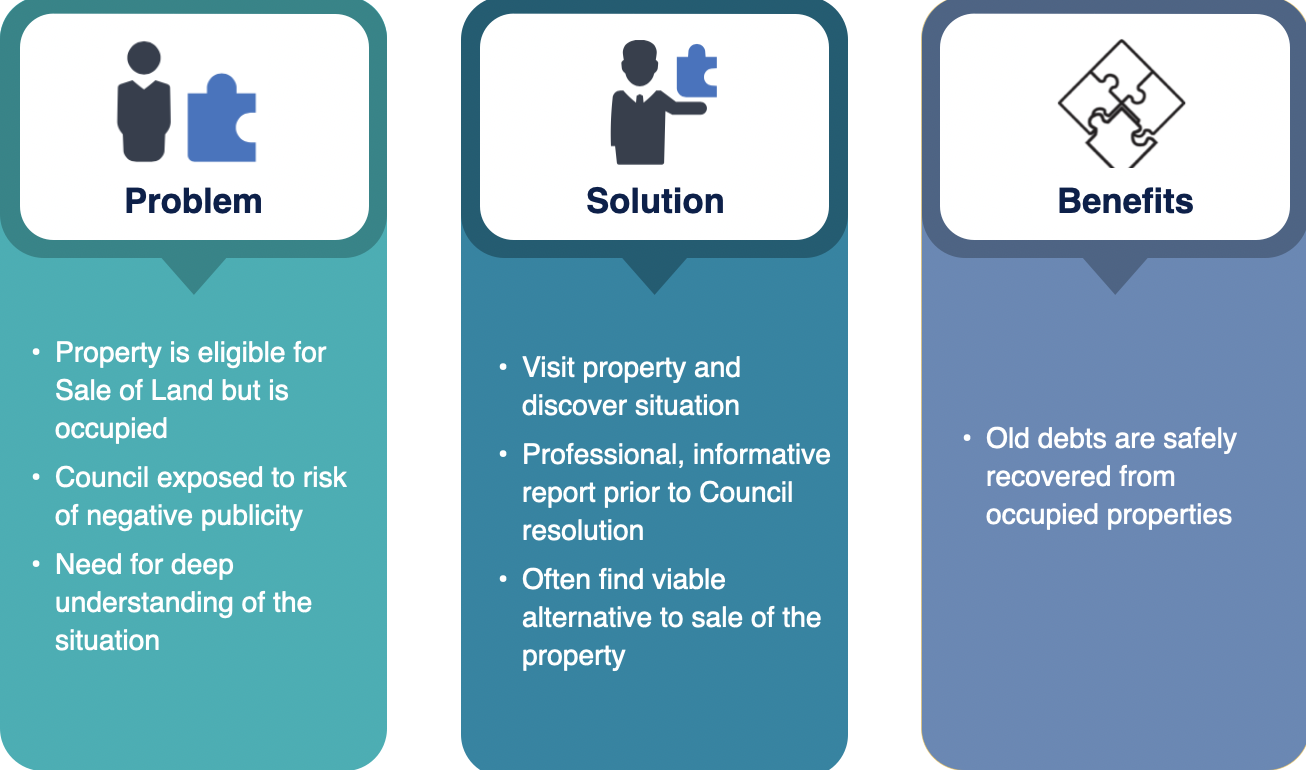 Problem
• Property is eligible for
Sale of Land but is
occupied
• Council exposed to risk
of negative publicity
• Need for deep
understanding of the
situation
Solution
• Visit property and
discover situation
• Professional, informative
report prior to Council
resolution
• Often find viable
alternative to sale of the
property
Benefits
• Old debts are safely
recovered from
occupied properties